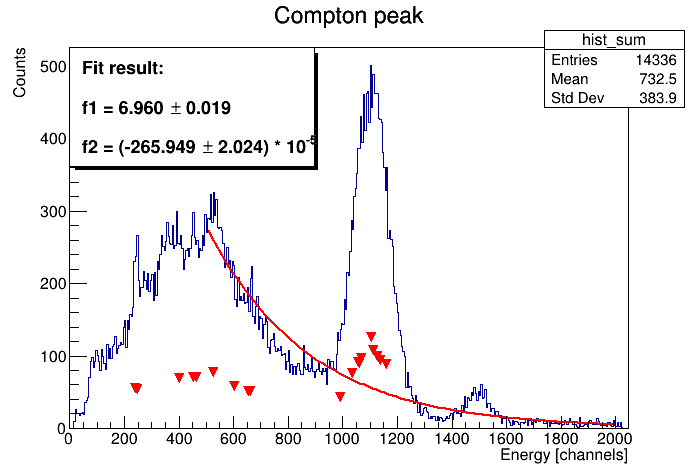 Compton peak
hist_sum
Entries 14336
Mean 732.5
Std Dev 383.9
Counts
Fit result:
f1 = 6.960 ± 0.019
f2 = (-265.949 ± 2.024) * 10^-5
500
400
300
200
100
0
0 200 400 600 800 1000 1200 1400 1600 1800 2000
Energy [channels]